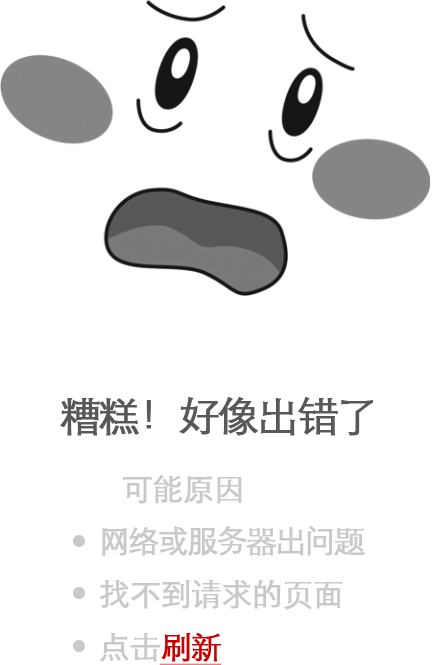 糟糕！好像出错了
可能原因
网络或服务器出问题
找不到请求的页面
点击刷新